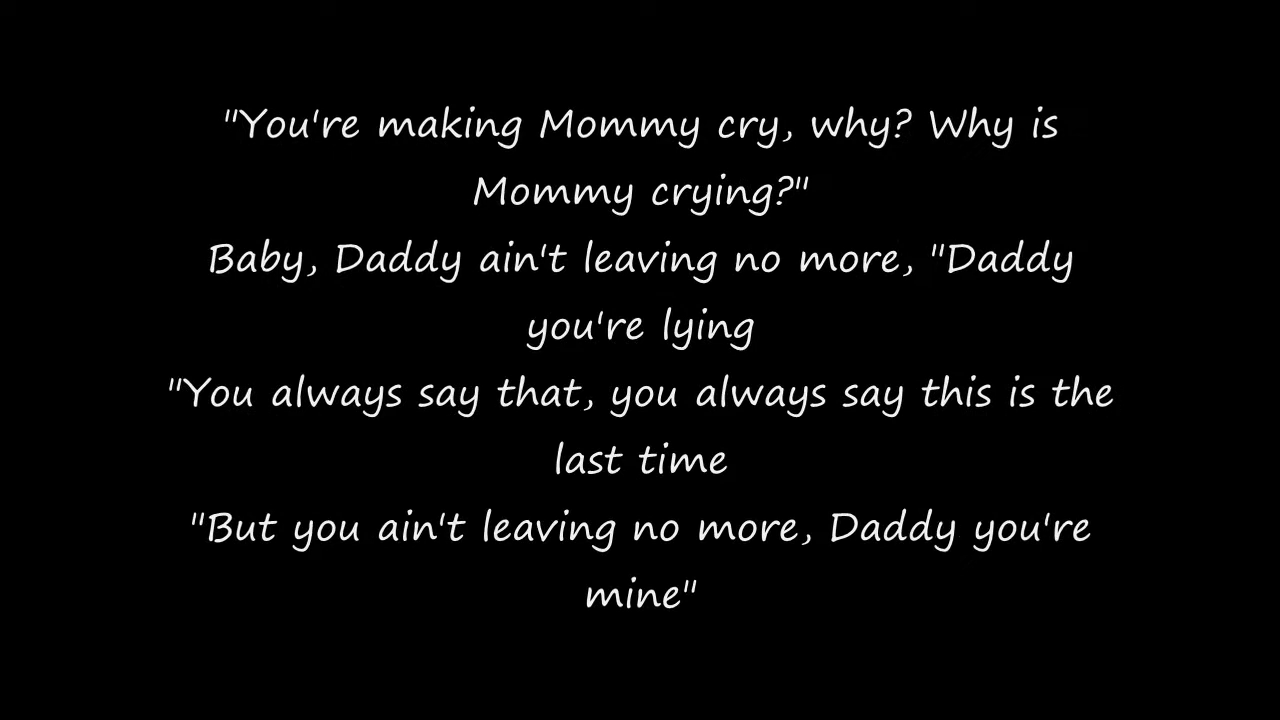 "You're making Mommy cry, why? Why is
Mommy crying?"
Baby, Daddy ain't leaving no more, "Daddy
you're lying
"You always say that, you always say this is the
last time
"But you ain't leaving no more, Daddy you're
mine"